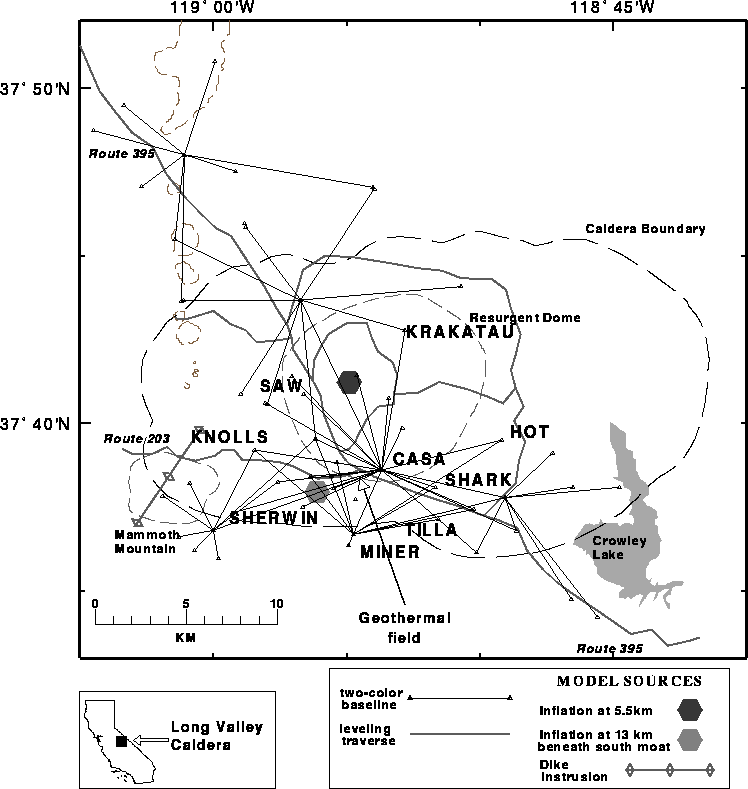 119° 00'W 118° 45'W
37° 50'N
Route 395
Caldera Boundary
Resurgent Dome
KRAKATAU
SAW
37° 40'N
Route 203
KNOLLS
HOT
CASA
SHARK
SHERWIN
TILLA
Mammoth
Mountain
MINER
Crowley
Lake
0 5 10
KM
Geothermal
field
Route 395
Long Valley
Caldera
MODEL SOURCES
two-color
baseline
Inflation at 5.5km
leveling
traverse
Inflation at 13 km
beneath south moat
Dike
Instrusion